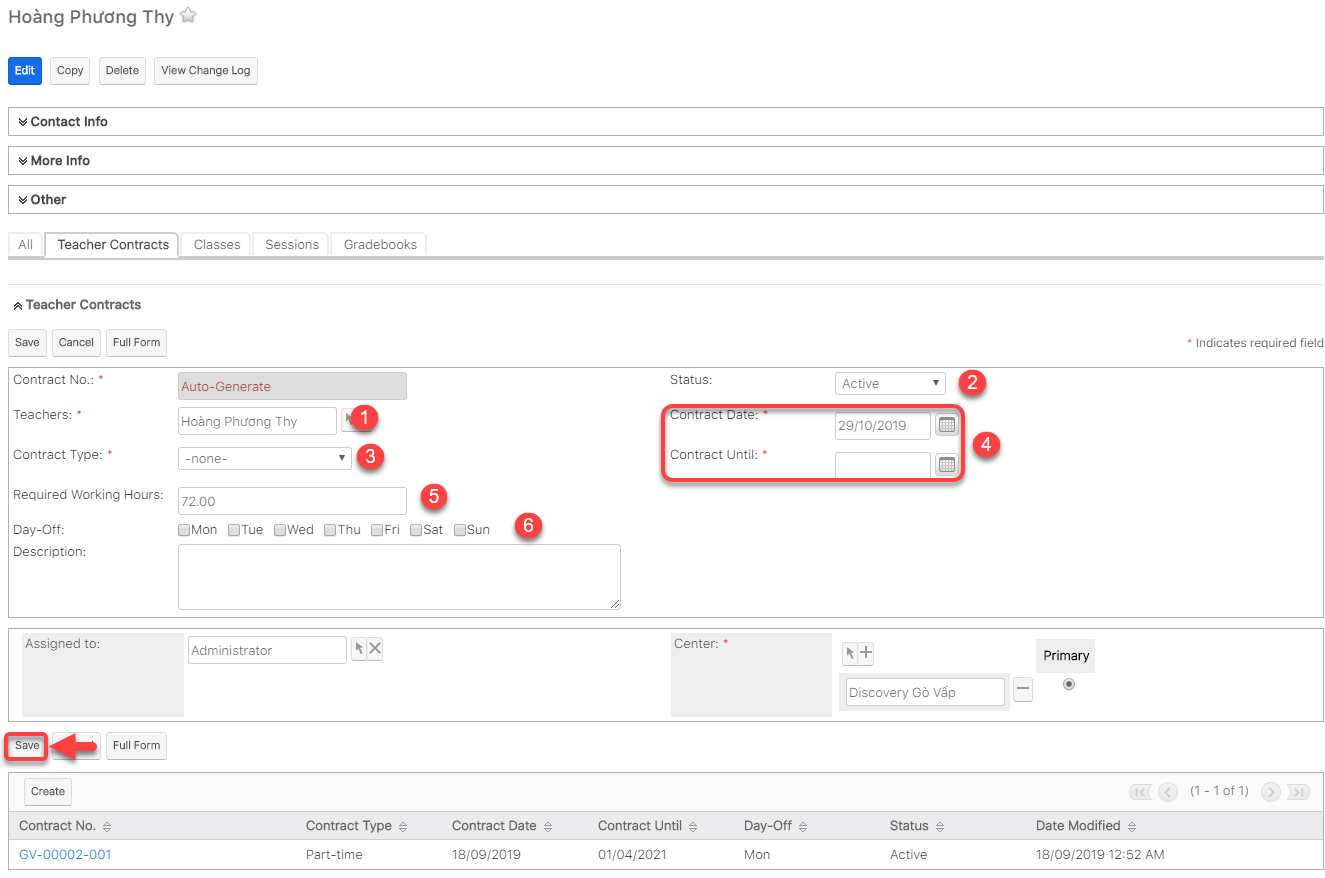 Hoàng Phương Thy
Edit Copy Delete View Change Log
Contact Info
More Info
Other
All Teacher Contracts Classes Sessions Gradebooks
Teacher Contracts
Save Cancel Full Form * Indicates required field
Contract No.: * Auto-Generate Status: Active 2
Teachers: * Hoàng Phương Thy 1 Contract Date: * 29/10/2019
Contract Type: * -none- 3 Contract Until: * 4
Required Working Hours: 72.00 5
Day-Off: Mon Tue Wed Thu Fri Sat Sun 6
Description:
Assigned to: Administrator Center: * Primary
Discovery Gò Vấp
Save Full Form
Create (1 - 1 of 1)
Contract No. Contract Type Contract Date Contract Until Day-Off Status Date Modified
GV-00002-001 Part-time 18/09/2019 01/04/2021 Mon Active 18/09/2019 12:52 AM